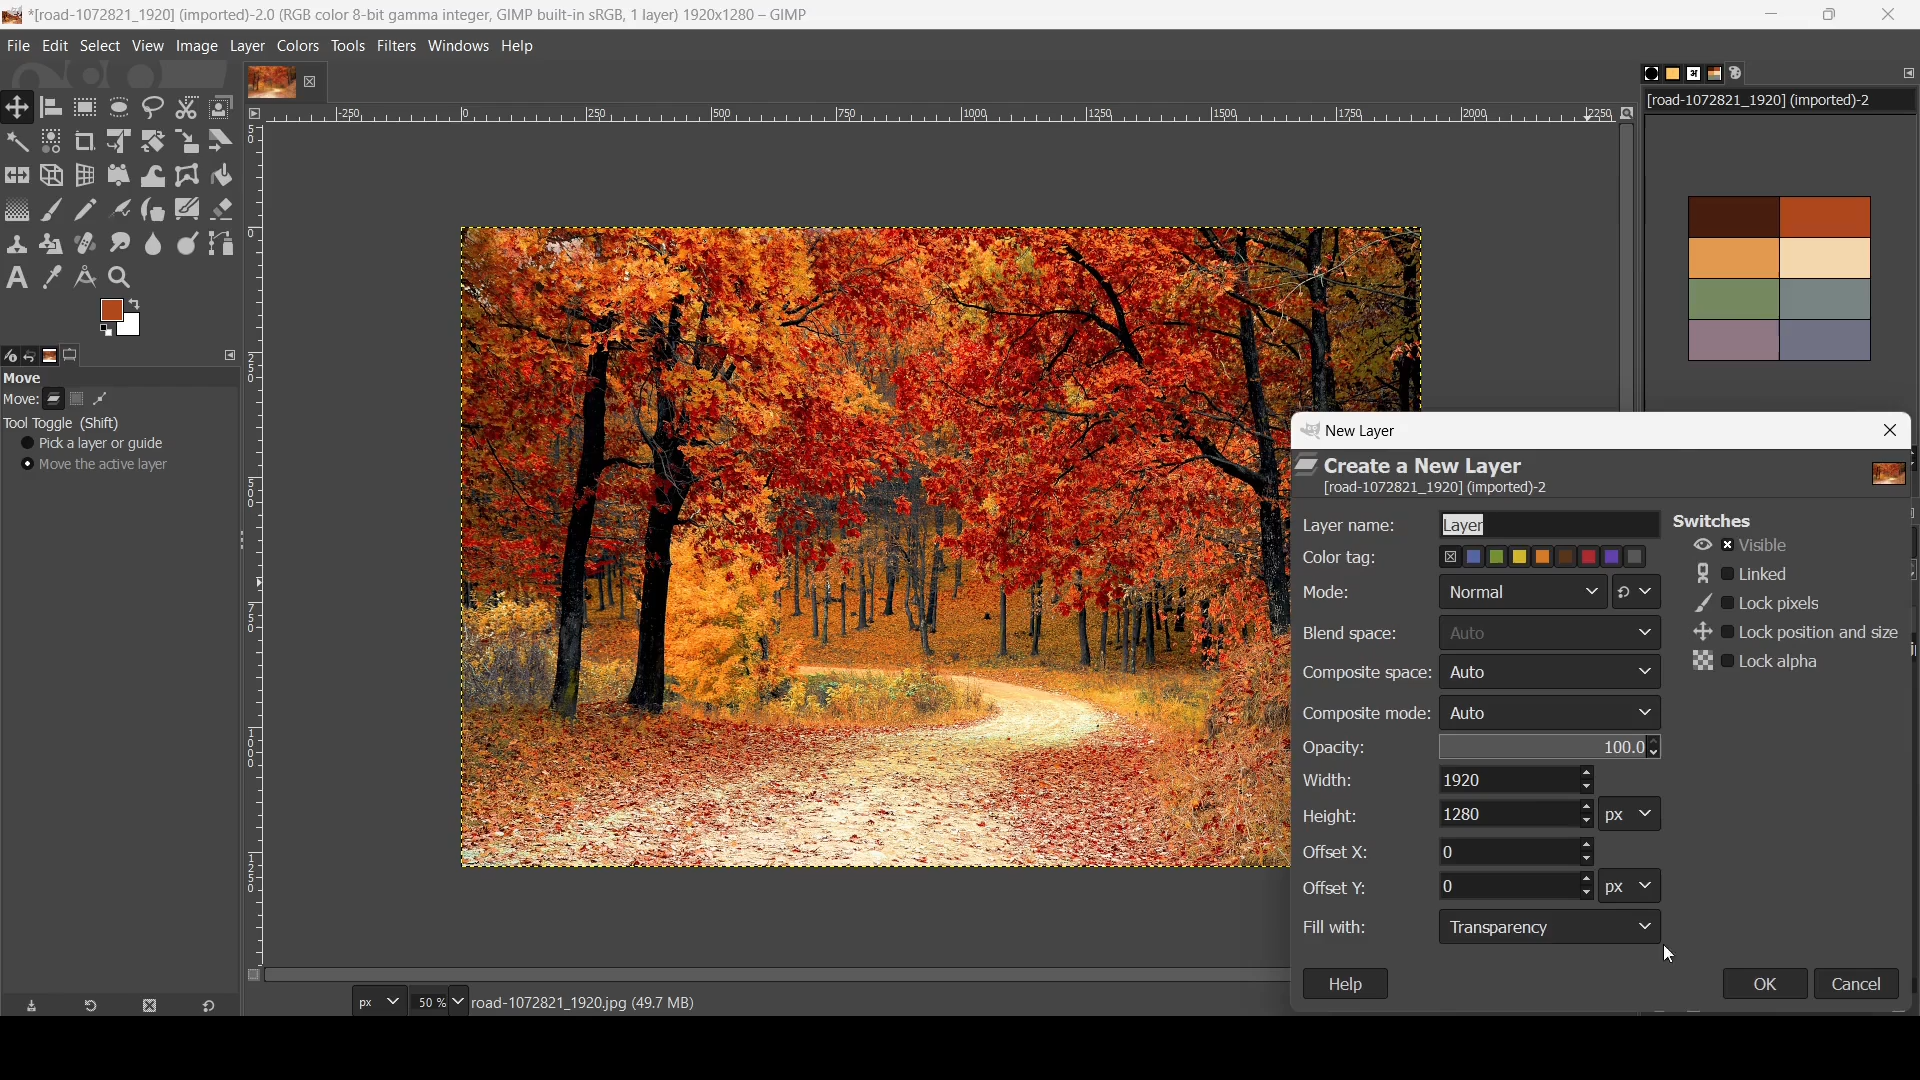 *[road-1072821_1920] (imported)-2.0 (RGB color 8-bit gamma integer, GIMP built-in sRGB, 1 layer) 1920x1280 – GIMP
File Edit Select View Image Layer Colors Tools Filters Windows Help
[road-1072821_1920] (imported)-2
-250 0 250 500 750 1000 1250 1500 1750 2000 2250
0
250
500
750
1000
1250
Move
Move:
Tool Toggle (Shift)
Pick a layer or guide
Move the active layer
New Layer
Create a New Layer
[road-1072821_1920] (imported)-2
Layer name: Layer
Color tag:
Mode: Normal
Blend space: Auto
Composite space: Auto
Composite mode: Auto
Opacity: 100.0
Width: 1920
Height: 1280 px
Offset X: 0
Offset Y: 0 px
Fill with: Transparency
Switches
Visible
Linked
Lock pixels
Lock position and size
Lock alpha
Help OK Cancel
px 50 % road-1072821_1920.jpg (49.7 MB)